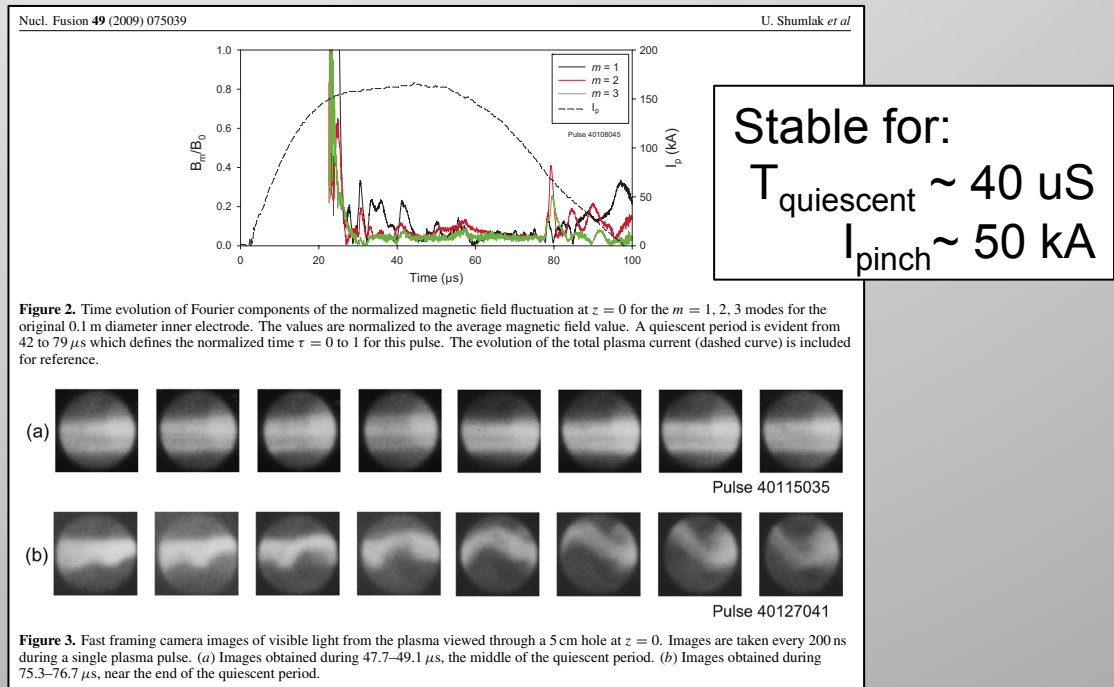 Nucl. Fusion 49 (2009) 075039 U. Shumlak et al
1.0
0.8
0.6
0.4
0.2
0.0
B_m/B_0
200
150
100
50
0
I_p (kA)
m = 1
m = 2
m = 3
I_p
Pulse 40108045
0 20 40 60 80 100
Time (μs)
Stable for:
T_quiescent ~ 40 uS
I_pinch ~ 50 kA
Figure 2. Time evolution of Fourier components of the normalized magnetic field fluctuation at z = 0 for the m = 1, 2, 3 modes for the
original 0.1 m diameter inner electrode. The values are normalized to the average magnetic field value. A quiescent period is evident from
42 to 79 μs which defines the normalized time τ = 0 to 1 for this pulse. The evolution of the total plasma current (dashed curve) is included
for reference.
(a)
Pulse 40115035
(b)
Pulse 40127041
Figure 3. Fast framing camera images of visible light from the plasma viewed through a 5 cm hole at z = 0. Images are taken every 200 ns
during a single plasma pulse. (a) Images obtained during 47.7–49.1 μs, the middle of the quiescent period. (b) Images obtained during
75.3–76.7 μs, near the end of the quiescent period.